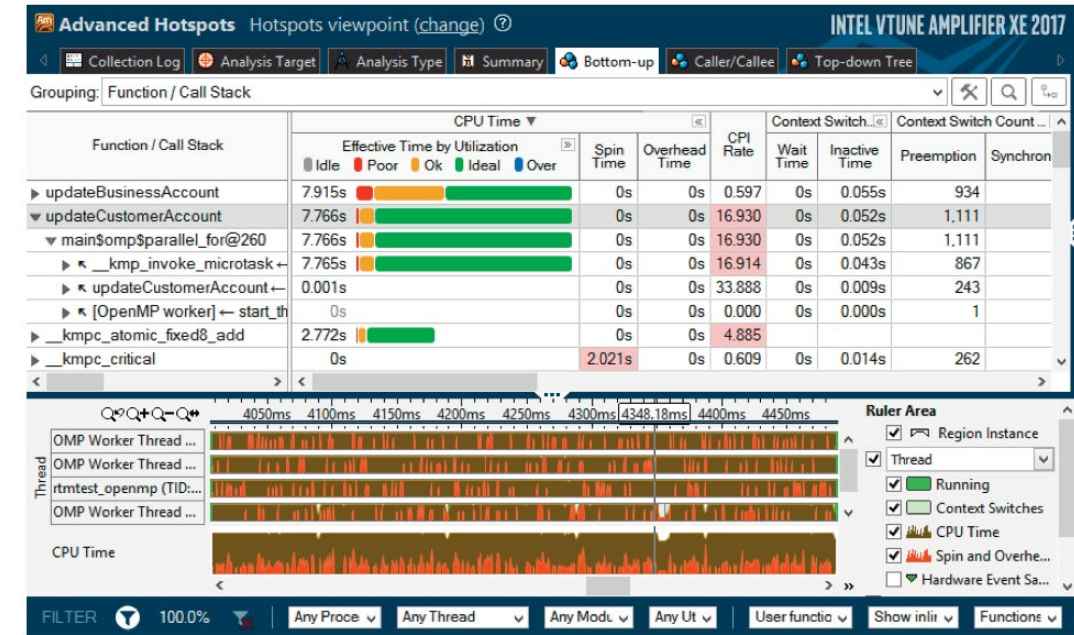 Advanced Hotspots Hotspots viewpoint (change) ? INTEL VTUNE AMPLIFIER XE 2017
Collection Log Analysis Target Analysis Type Summary Bottom-up Caller/Callee Top-down Tree
Grouping: Function / Call Stack
CPU Time Context Switch... Context Switch Count ...
Function / Call Stack Effective Time by Utilization Spin Time Overhead Time CPI Rate Wait Time Inactive Time Preemption Synchron
Idle Poor Ok Ideal Over
updateBusinessAccount 7.915s 0s 0s 0.597 0s 0.055s 934
updateCustomerAccount 7.766s 0s 0s 16.930 0s 0.052s 1,111
main$omp$parallel_for@260 7.766s 0s 0s 16.930 0s 0.052s 1,111
__kmp_invoke_microtask ← 7.765s 0s 0s 16.914 0s 0.043s 867
updateCustomerAccount ← 0.001s 0s 0s 33.888 0s 0.009s 243
[OpenMP worker] ← start_th 0s 0s 0s 0.000 0s 0.000s 1
__kmpc_atomic_fixed8_add 2.772s 0s 0s 4.885
__kmpc_critical 0s 2.021s 0s 0.609 0s 0.014s 262
4050ms 4100ms 4150ms 4200ms 4250ms 4300ms 4348.18ms 4400ms 4450ms Ruler Area
Region Instance
Thread
OMP Worker Thread ...
OMP Worker Thread ... Thread
rtmtest_openmp (TID:... Running
OMP Worker Thread ... Context Switches
CPU Time
CPU Time Spin and Overhe...
Hardware Event Sa...
FILTER 100.0% Any Proce Any Thread Any Modu Any Ut User functio Show inlir Functions